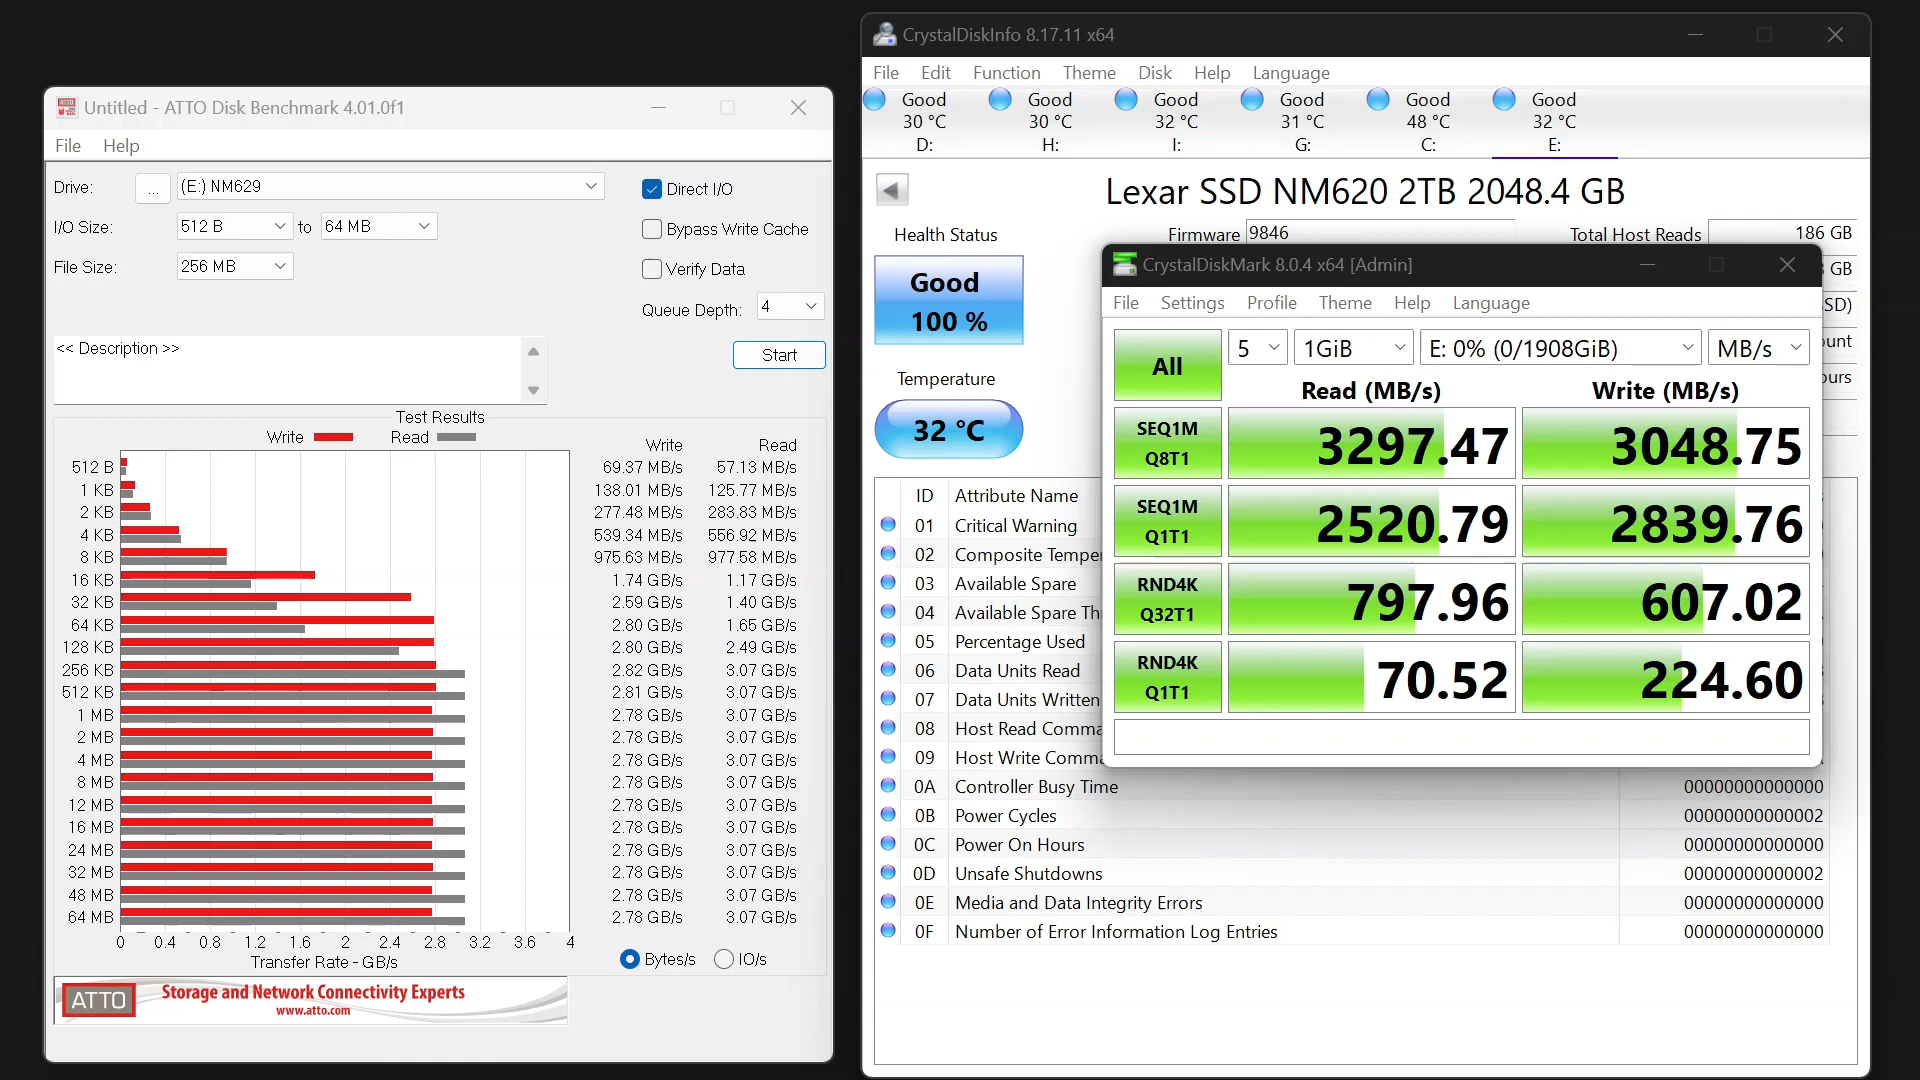 Untitled - ATTO Disk Benchmark 4.01.0f1
File Help
Drive: ... (E:) NM629
I/O Size: 512 B to 64 MB
File Size: 256 MB
Direct I/O
Bypass Write Cache
Verify Data
Queue Depth: 4
<< Description >>
Start
Test Results
Write Read
Write Read
512 B 69.37 MB/s 57.13 MB/s
1 KB 138.01 MB/s 125.77 MB/s
2 KB 277.48 MB/s 283.83 MB/s
4 KB 539.34 MB/s 556.92 MB/s
8 KB 975.63 MB/s 977.58 MB/s
16 KB 1.74 GB/s 1.17 GB/s
32 KB 2.59 GB/s 1.40 GB/s
64 KB 2.80 GB/s 1.65 GB/s
128 KB 2.80 GB/s 2.49 GB/s
256 KB 2.82 GB/s 3.07 GB/s
512 KB 2.81 GB/s 3.07 GB/s
1 MB 2.78 GB/s 3.07 GB/s
2 MB 2.78 GB/s 3.07 GB/s
4 MB 2.78 GB/s 3.07 GB/s
8 MB 2.78 GB/s 3.07 GB/s
12 MB 2.78 GB/s 3.07 GB/s
16 MB 2.78 GB/s 3.07 GB/s
24 MB 2.78 GB/s 3.07 GB/s
32 MB 2.78 GB/s 3.07 GB/s
48 MB 2.78 GB/s 3.07 GB/s
64 MB 2.78 GB/s 3.07 GB/s
0 0.4 0.8 1.2 1.6 2 2.4 2.8 3.2 3.6 4
Transfer Rate - GB/s
Bytes/s IO/s
ATTO Storage and Network Connectivity Experts
www.atto.com
CrystalDiskInfo 8.17.11 x64
File Edit Function Theme Disk Help Language
Good Good Good Good Good Good
30 °C 30 °C 32 °C 31 °C 48 °C 32 °C
D: H: I: G: C: E:
Lexar SSD NM620 2TB 2048.4 GB
Health Status
Good
100 %
Temperature
32 °C
Firmware 9846
Total Host Reads 186 GB
GB
SD)
ount
ours
ID Attribute Name
01 Critical Warning
02 Composite Temper
03 Available Spare
04 Available Spare Th
05 Percentage Used
06 Data Units Read
07 Data Units Written
08 Host Read Comma
09 Host Write Comma
0A Controller Busy Time 00000000000000
0B Power Cycles 00000000000002
0C Power On Hours 00000000000000
0D Unsafe Shutdowns 00000000000002
0E Media and Data Integrity Errors 00000000000000
0F Number of Error Information Log Entries 00000000000000
CrystalDiskMark 8.0.4 x64 [Admin]
File Settings Profile Theme Help Language
All 5 1GiB E: 0% (0/1908GiB) MB/s
Read (MB/s) Write (MB/s)
SEQ1M
Q8T1 3297.47 3048.75
SEQ1M
Q1T1 2520.79 2839.76
RND4K
Q32T1 797.96 607.02
RND4K
Q1T1 70.52 224.60